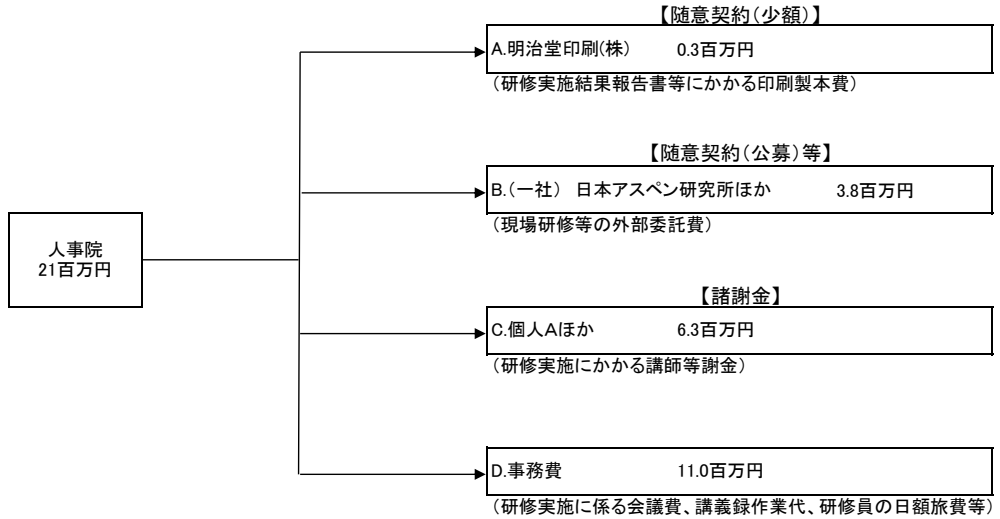 【随意契約(少額)】
A.明治堂印刷(株) 0.3百万円
(研修実施結果報告書等にかかる印刷製本費)
【随意契約(公募)等】
B.(一社) 日本アスペン研究所ほか 3.8百万円
(現場研修等の外部委託費)
人事院
21百万円
【諸謝金】
C.個人Aほか 6.3百万円
(研修実施にかかる講師等謝金)
D.事務費 11.0百万円
(研修実施に係る会議費、講義録作業代、研修員の日額旅費等)